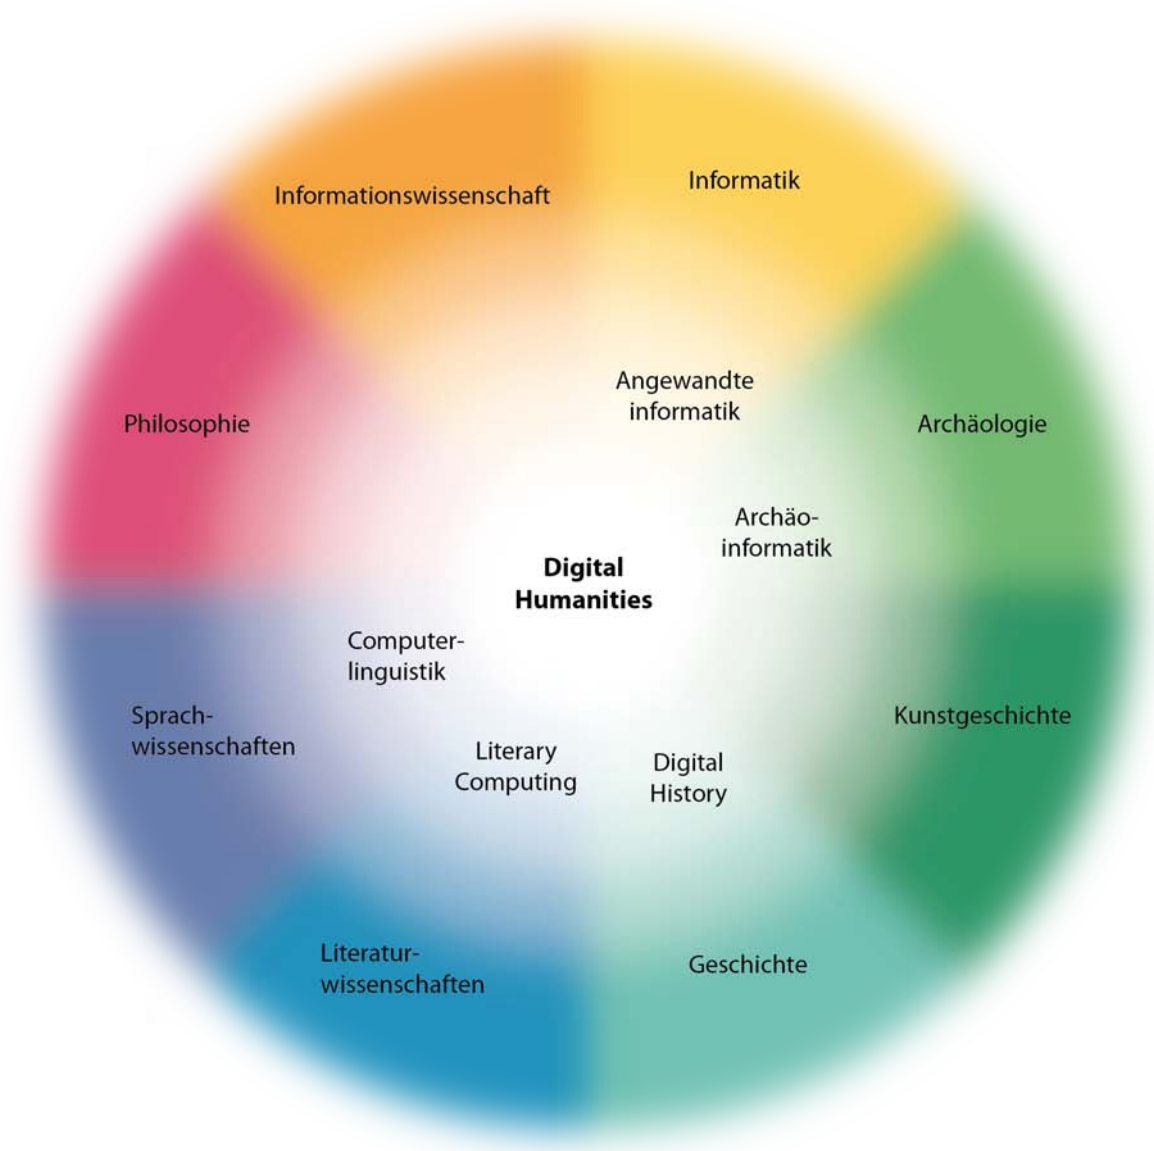 Informatik
Informationswissenschaft
Angewandte
informatik
Philosophie
Archäologie
Archäo-
informatik
Digital
Humanities
Computer-
linguistik
Sprach-
wissenschaften
Kunstgeschichte
Literary
Computing
Digital
History
Literatur-
wissenschaften
Geschichte